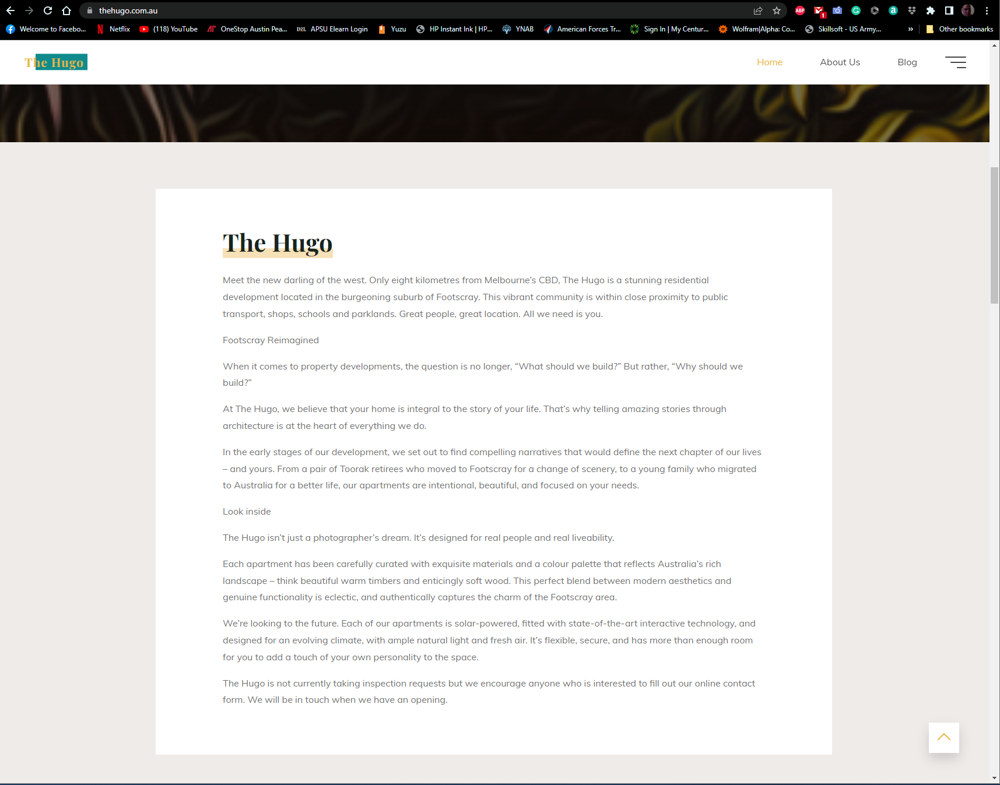 thehugo.com.au
ABP
1
Welcome to Facebo...
Netflix
(118) YouTube
OneStop Austin Pea...
D2L
APSU Elearn Login
Yuzu
HP Instant Ink | HP...
YNAB
American Forces Tr...
Sign In | My Centur...
Wolfram|Alpha: Co...
Skillsoft - US Army...
»
Other bookmarks
The Hugo
Home
About Us
Blog
The Hugo
Meet the new darling of the west. Only eight kilometres from Melbourne’s CBD, The Hugo is a stunning residential
development located in the burgeoning suburb of Footscray. This vibrant community is within close proximity to public
transport, shops, schools and parklands. Great people, great location. All we need is you.
Footscray Reimagined
When it comes to property developments, the question is no longer, “What should we build?” But rather, “Why should we
build?”
At The Hugo, we believe that your home is integral to the story of your life. That’s why telling amazing stories through
architecture is at the heart of everything we do.
In the early stages of our development, we set out to find compelling narratives that would define the next chapter of our lives
– and yours. From a pair of Toorak retirees who moved to Footscray for a change of scenery, to a young family who migrated
to Australia for a better life, our apartments are intentional, beautiful, and focused on your needs.
Look inside
The Hugo isn’t just a photographer’s dream. It’s designed for real people and real liveability.
Each apartment has been carefully curated with exquisite materials and a colour palette that reflects Australia’s rich
landscape – think beautiful warm timbers and enticingly soft wood. This perfect blend between modern aesthetics and
genuine functionality is eclectic, and authentically captures the charm of the Footscray area.
We’re looking to the future. Each of our apartments is solar-powered, fitted with state-of-the-art interactive technology, and
designed for an evolving climate, with ample natural light and fresh air. It’s flexible, secure, and has more than enough room
for you to add a touch of your own personality to the space.
The Hugo is not currently taking inspection requests but we encourage anyone who is interested to fill out our online contact
form. We will be in touch when we have an opening.